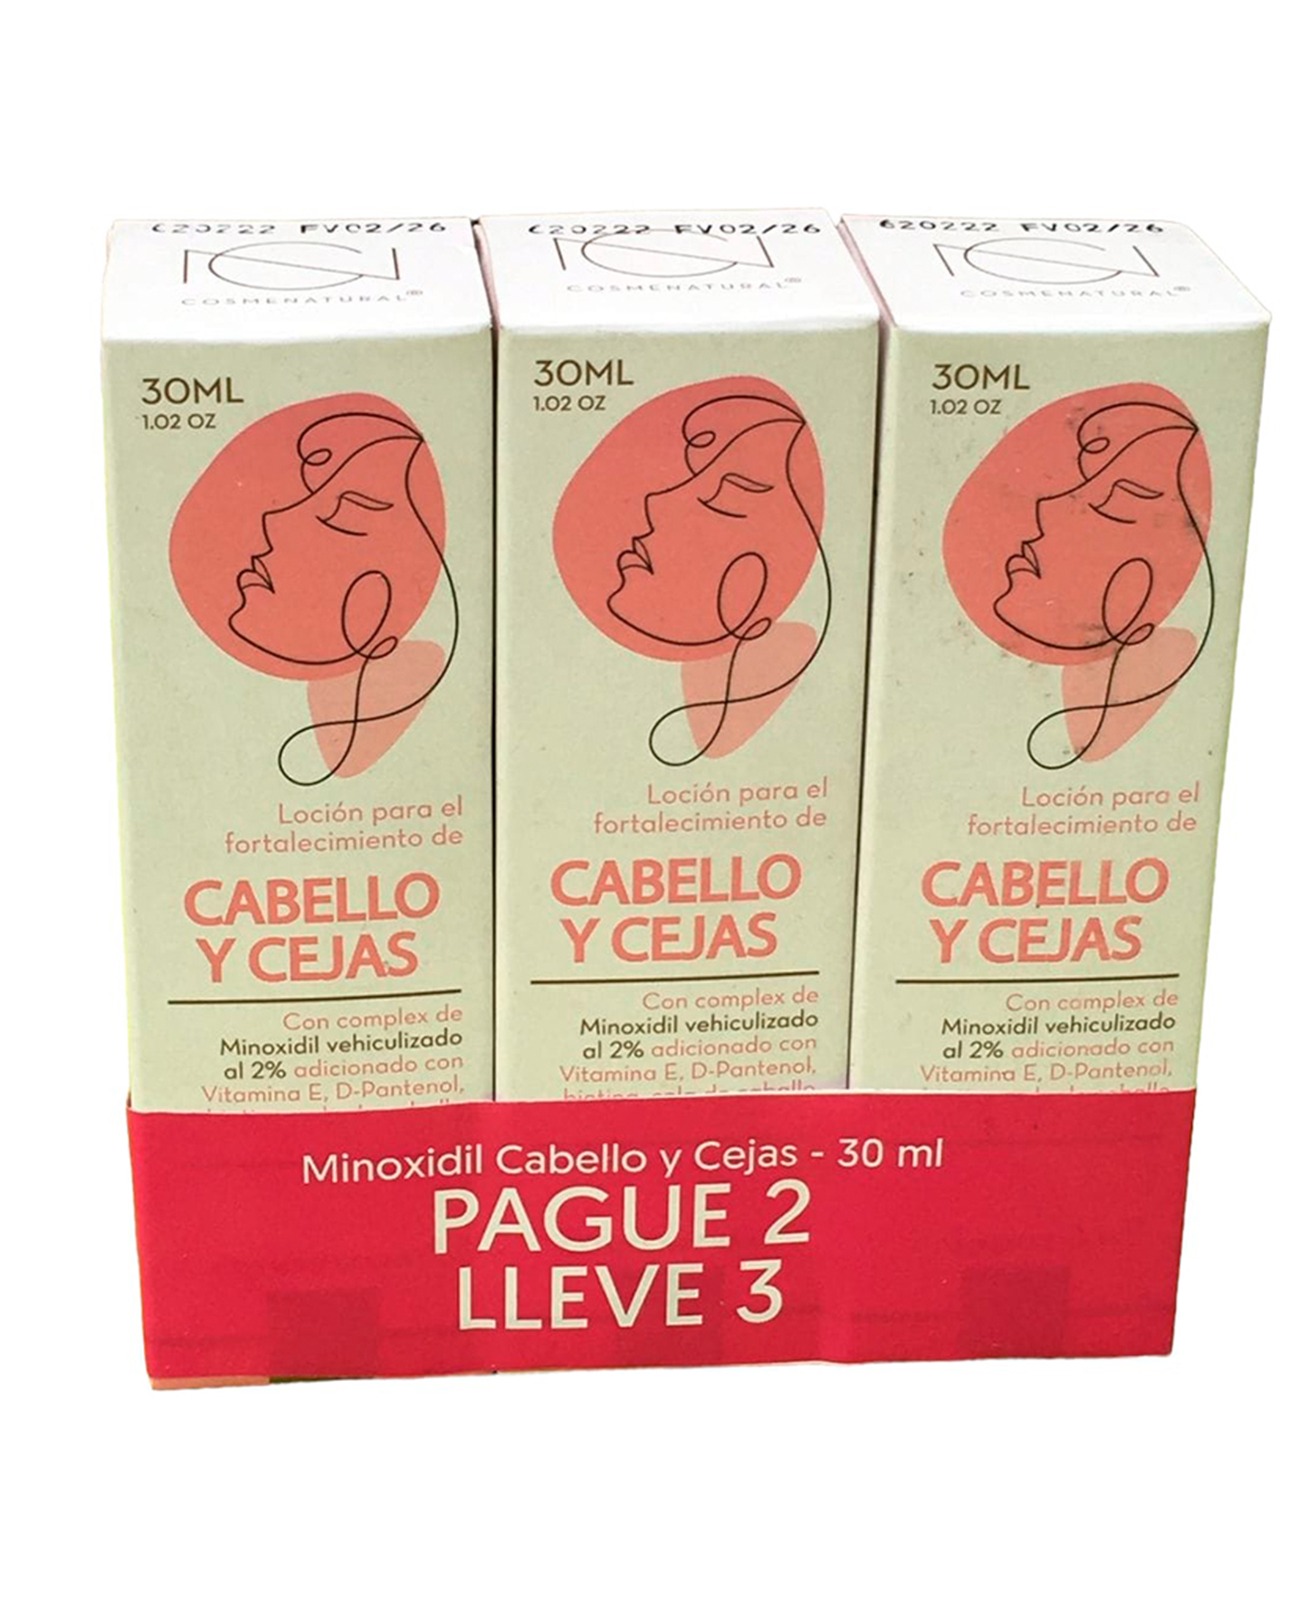 620222 FV02/26
COSMENATURAL®
30ML
1.02 OZ
Loción para el
fortalecimiento de
CABELLO
Y CEJAS
Con complex de
Minoxidil vehiculizado
al 2% adicionado con
Vitamina E, D-Pantenol,
620222 FV02/26
COSMENATURAL®
30ML
1.02 OZ
Loción para el
fortalecimiento de
CABELLO
Y CEJAS
Con complex de
Minoxidil vehiculizado
al 2% adicionado con
Vitamina E, D-Pantenol,
620222 FV02/26
COSMENATURAL®
30ML
1.02 OZ
Loción para el
fortalecimiento de
CABELLO
Y CEJAS
Con complex de
Minoxidil vehiculizado
al 2% adicionado con
Vitamina E, D-Pantenol,
Minoxidil Cabello y Cejas - 30 ml
PAGUE 2
LLEVE 3